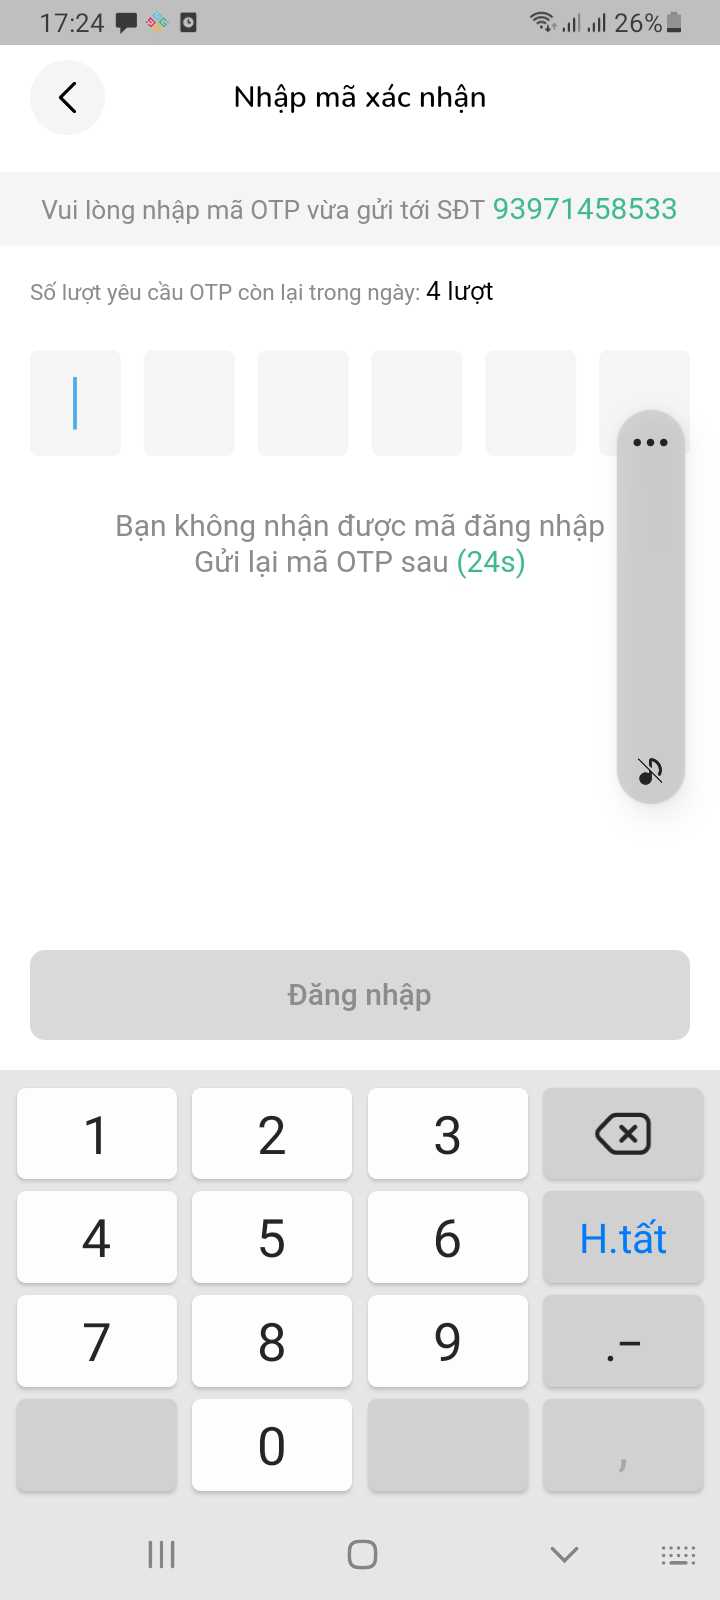 17:24
26%
Nhập mã xác nhận
Vui lòng nhập mã OTP vừa gửi tới SĐT 93971458533
Số lượt yêu cầu OTP còn lại trong ngày: 4 lượt
Bạn không nhận được mã đăng nhập
Gửi lại mã OTP sau (24s)
Đăng nhập
1 2 3
4 5 6 H.tất
7 8 9 .–
0 ,